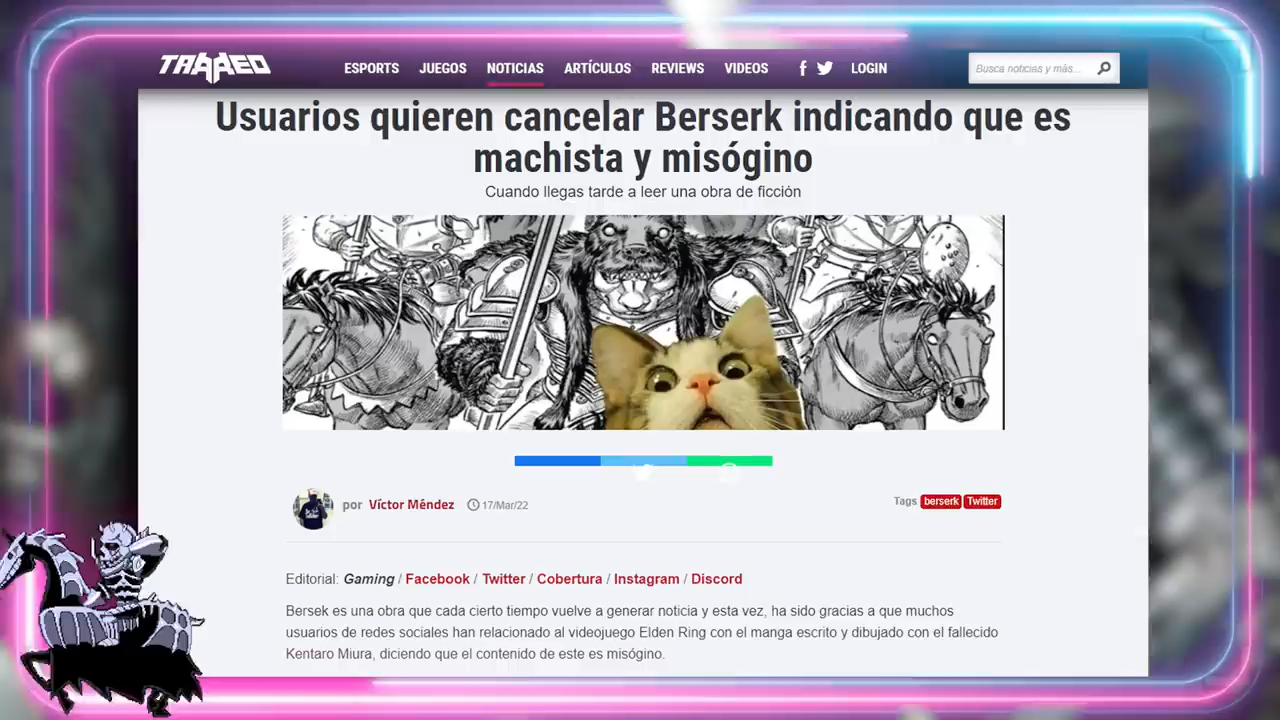 TARREO
ESPORTS JUEGOS NOTICIAS ARTÍCULOS REVIEWS VIDEOS LOGIN
Busca noticias y más...
Usuarios quieren cancelar Berserk indicando que es
machista y misógino
Cuando llegas tarde a leer una obra de ficción
por Víctor Méndez 17/Mar/22
Tags berserk Twitter
Editorial: Gaming / Facebook / Twitter / Cobertura / Instagram / Discord
Bersek es una obra que cada cierto tiempo vuelve a generar noticia y esta vez, ha sido gracias a que muchos
usuarios de redes sociales han relacionado al videojuego Elden Ring con el manga escrito y dibujado con el fallecido
Kentaro Miura, diciendo que el contenido de este es misógino.